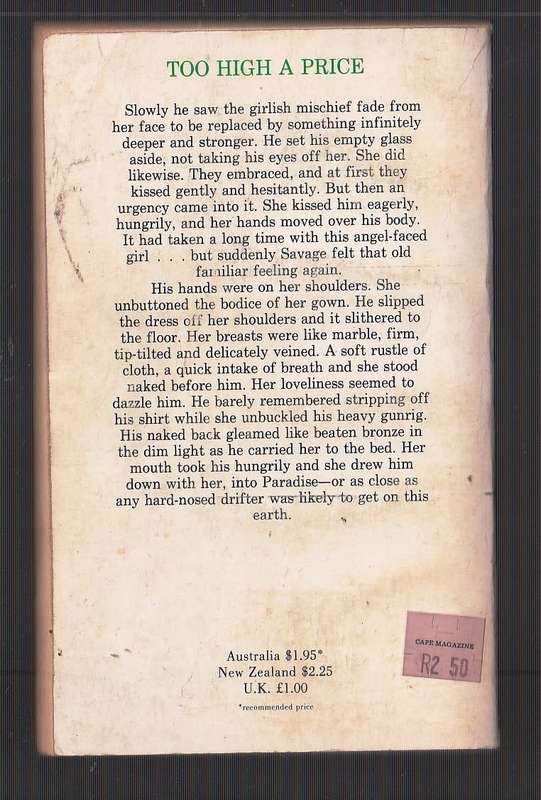 TOO HIGH A PRICE
Slowly he saw the girlish mischief fade from
her face to be replaced by something infinitely
deeper and stronger. He set his empty glass
aside, not taking his eyes off her. She did
likewise. They embraced, and at first they
kissed gently and hesitantly. But then an
urgency came into it. She kissed him eagerly,
hungrily, and her hands moved over his body.
It had taken a long time with this angel-faced
girl . . . but suddenly Savage felt that old
familiar feeling again.
His hands were on her shoulders. She
unbuttoned the bodice of her gown. He slipped
the dress off her shoulders and it slithered to
the floor. Her breasts were like marble, firm,
tip-tilted and delicately veined. A soft rustle of
cloth, a quick intake of breath and she stood
naked before him. Her loveliness seemed to
dazzle him. He barely remembered stripping off
his shirt while she unbuckled his heavy gunrig.
His naked back gleamed like beaten bronze in
the dim light as he carried her to the bed. Her
mouth took his hungrily and she drew him
down with her, into Paradise—or as close as
any hard-nosed drifter was likely to get on this
earth.
CAPE MAGAZINE
R2 50
Australia $1.95*
New Zealand $2.25
U.K. £1.00
*recommended price